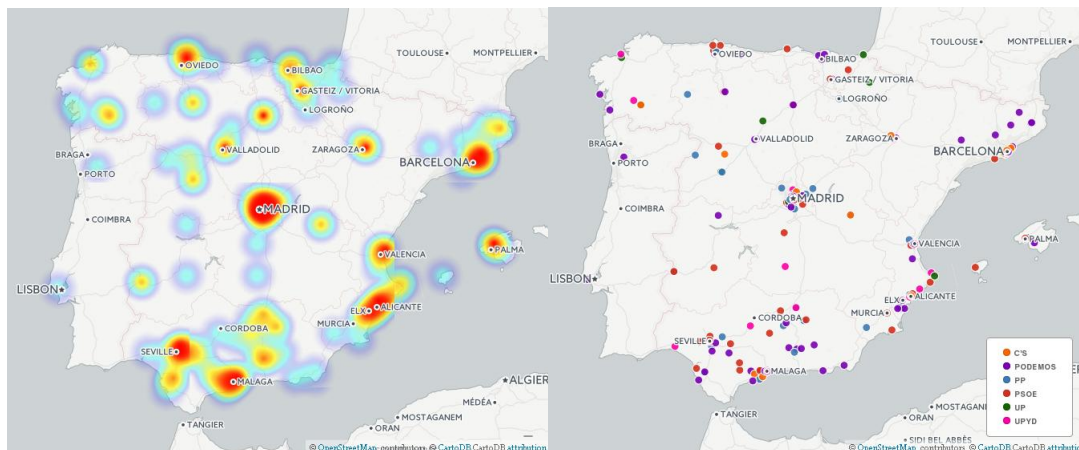 TOULOUSE
MONTPELLIER
OVIEDO
BILBAO
GASTEIZ / VITORIA
LOGROÑO
BRAGA
VALLADOLID
ZARAGOZA
BARCELONA
PORTO
COIMBRA
MADRID
VALENCIA
PALMA
LISBON
ELX
ALICANTE
MURCIA
CORDOBA
SEVILLE
MALAGA
ALGIER
MÉDÉA
MOSTAGANEM
ORAN
TANGIER
© OpenStreetMap contributors © CartoDB CartoDB attribution
TOULOUSE
MONTPELLIER
OVIEDO
BILBAO
GASTEIZ / VITORIA
LOGROÑO
BRAGA
VALLADOLID
ZARAGOZA
BARCELONA
PORTO
COIMBRA
MADRID
VALENCIA
PALMA
LISBON
ELX
ALICANTE
MURCIA
CORDOBA
SEVILLE
MALAGA
C'S
PODEMOS
PP
PSOE
UP
UPYD
MOSTAGAN
ORAN
TANGIER
SIDI BEL ABBÈS
© OpenStreetMap contributors © CartoDB CartoDB attribution